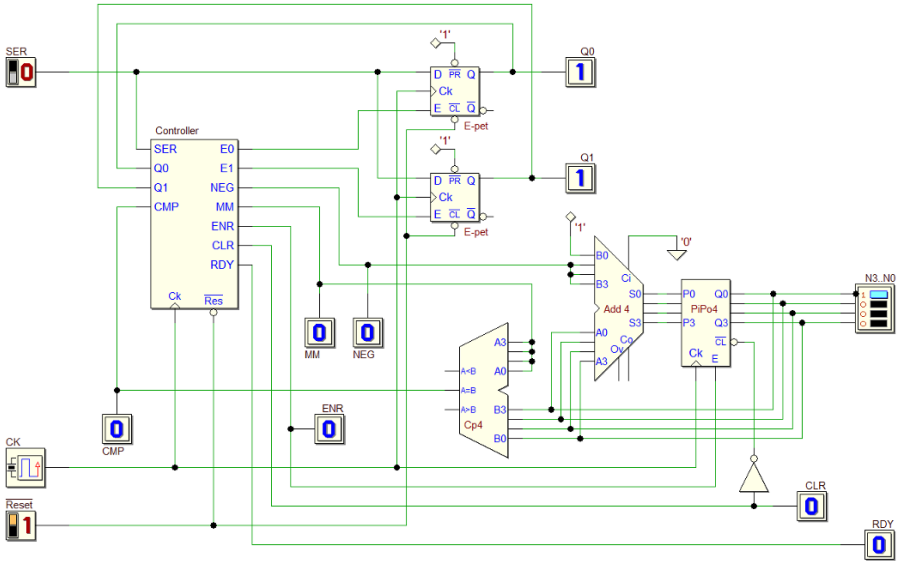 '1'
SER
0
D PR Q
Ck
E CL Q
E-pet
Q0
1
Controller
SER E0
Q0 E1
Q1 NEG
CMP MM
ENR
CLR
RDY
Ck Res
'1'
D PR Q
Ck
E CL Q
E-pet
Q1
1
'1'
'0'
B0
B3
Ci
Add 4
S0
S3
A0
A3
Co
Ov
P0 Q0
PiPo4
P3 Q3
CL
Ck E
N3..N0
1
0
MM
0
NEG
A3
A0
A<B
A=B
A>B
B3
Cp4
B0
0
CMP
ENR
0
CK
Reset
1
CLR
0
RDY
0